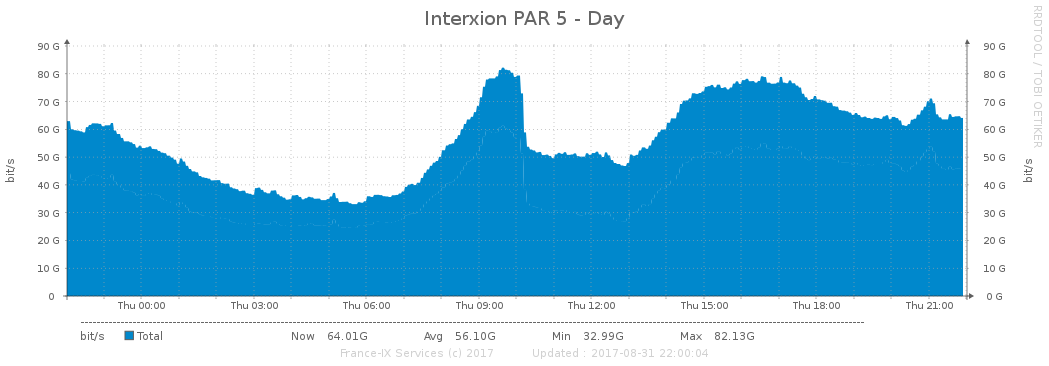 Interxion PAR 5 - Day
RRDTOOL / TOBI OETIKER
bit/s
90 G
80 G
70 G
60 G
50 G
40 G
30 G
20 G
10 G
0
90 G
80 G
70 G
60 G
50 G
40 G
30 G
20 G
10 G
0 G
bit/s
Thu 00:00 Thu 03:00 Thu 06:00 Thu 09:00 Thu 12:00 Thu 15:00 Thu 18:00 Thu 21:00
bit/s Total Now 64.01G Avg 56.10G Min 32.99G Max 82.13G
France-IX Services (c) 2017 Updated : 2017-08-31 22:00:04